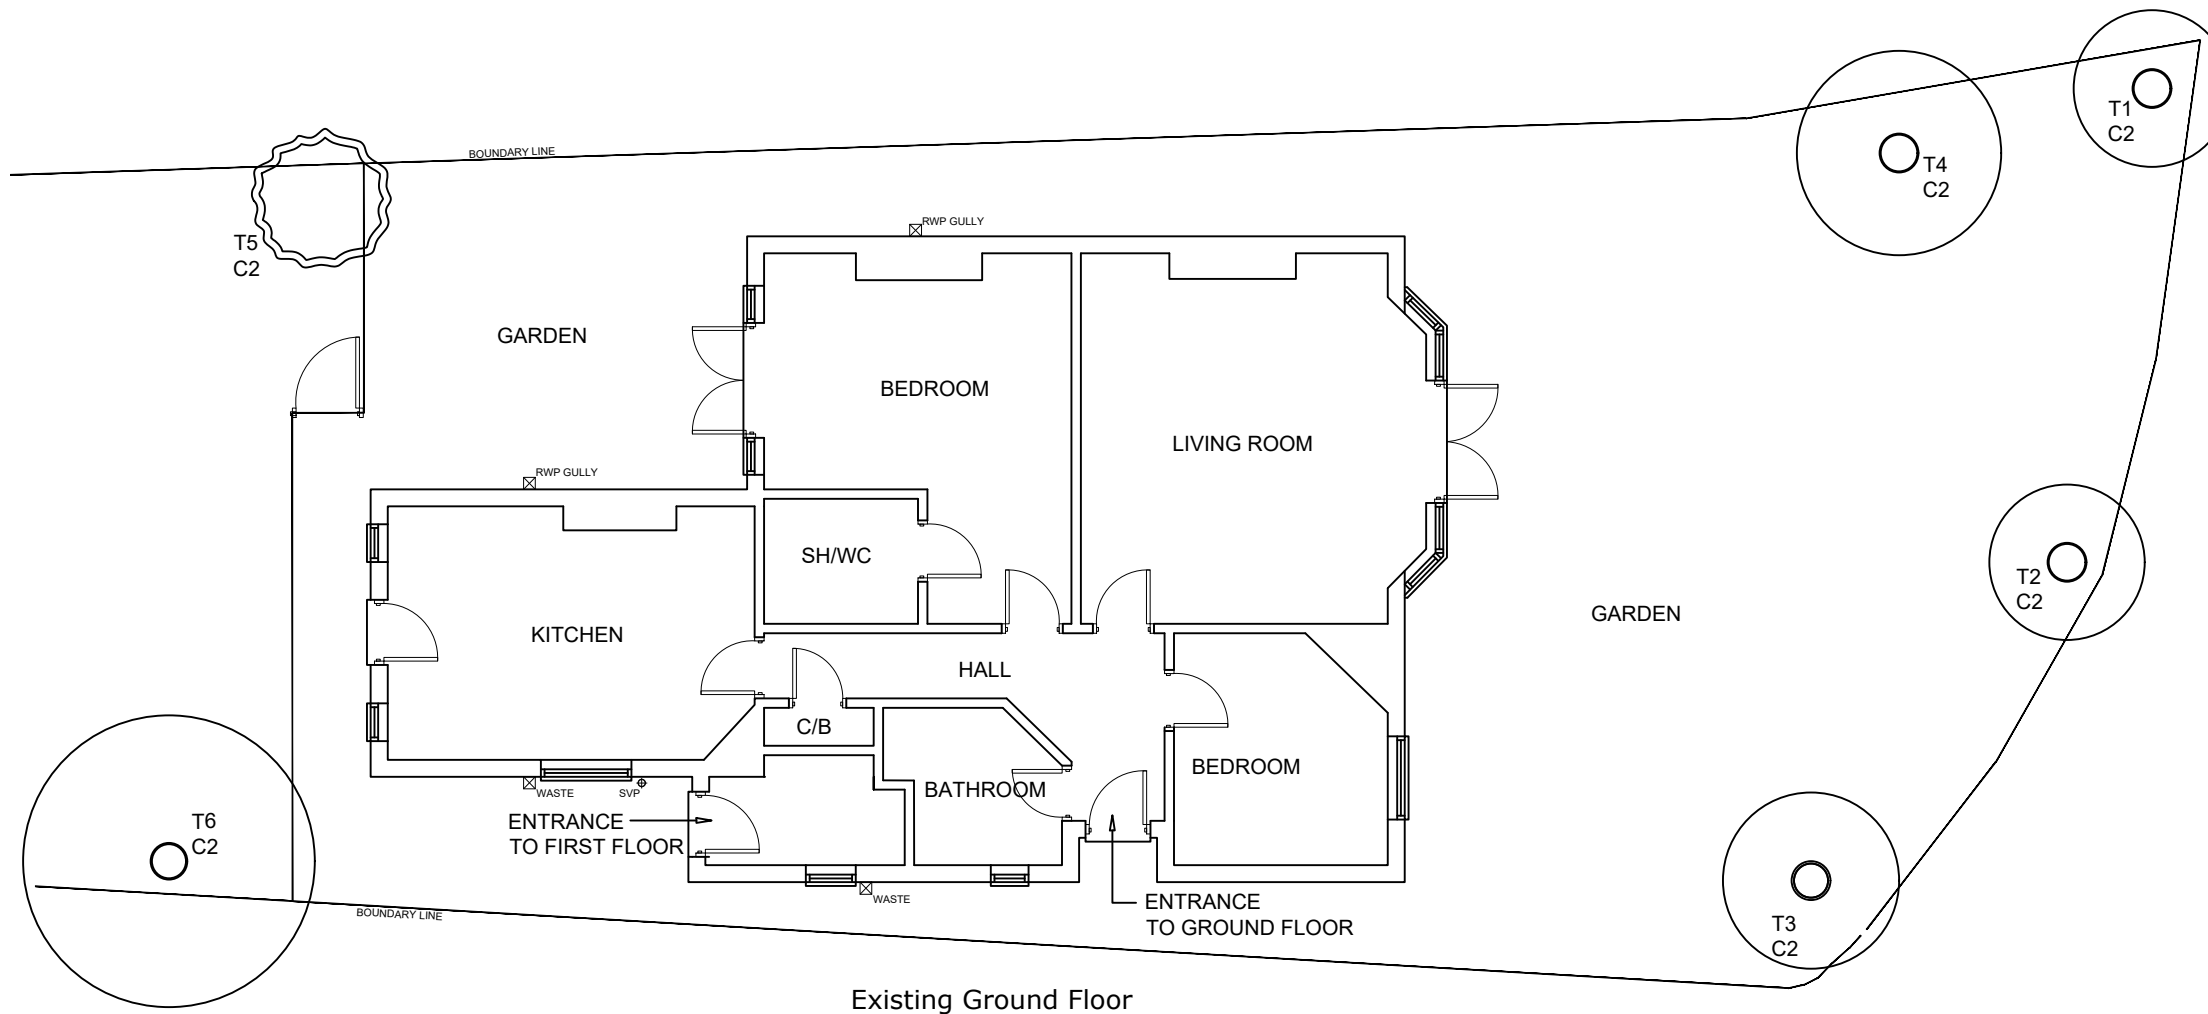 T1
C2
BOUNDARY LINE
T4
C2
RWP GULLY
T5
C2
GARDEN
BEDROOM
LIVING ROOM
RWP GULLY
SH/WC
T2
C2
GARDEN
KITCHEN
HALL
C/B
BEDROOM
WASTE
SVP
BATHROOM
ENTRANCE
TO FIRST FLOOR
T6
C2
WASTE
ENTRANCE
TO GROUND FLOOR
BOUNDARY LINE
T3
C2
Existing Ground Floor